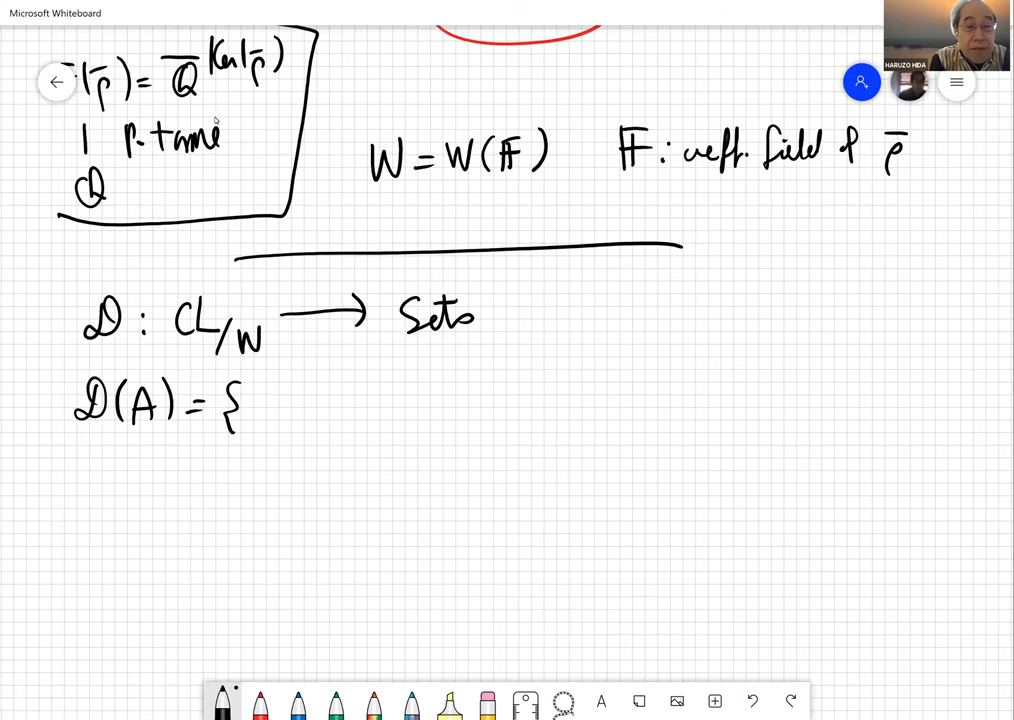 Microsoft Whiteboard
HARUZO HIDA
F(ρ̄) = Q̄^{Ker(ρ̄)}
| p-tame
Q
W = W(𝔽) 𝔽: coeff. field of ρ̄
𝒟 : CL/W ⟶ Sets
𝒟(A) = {
A